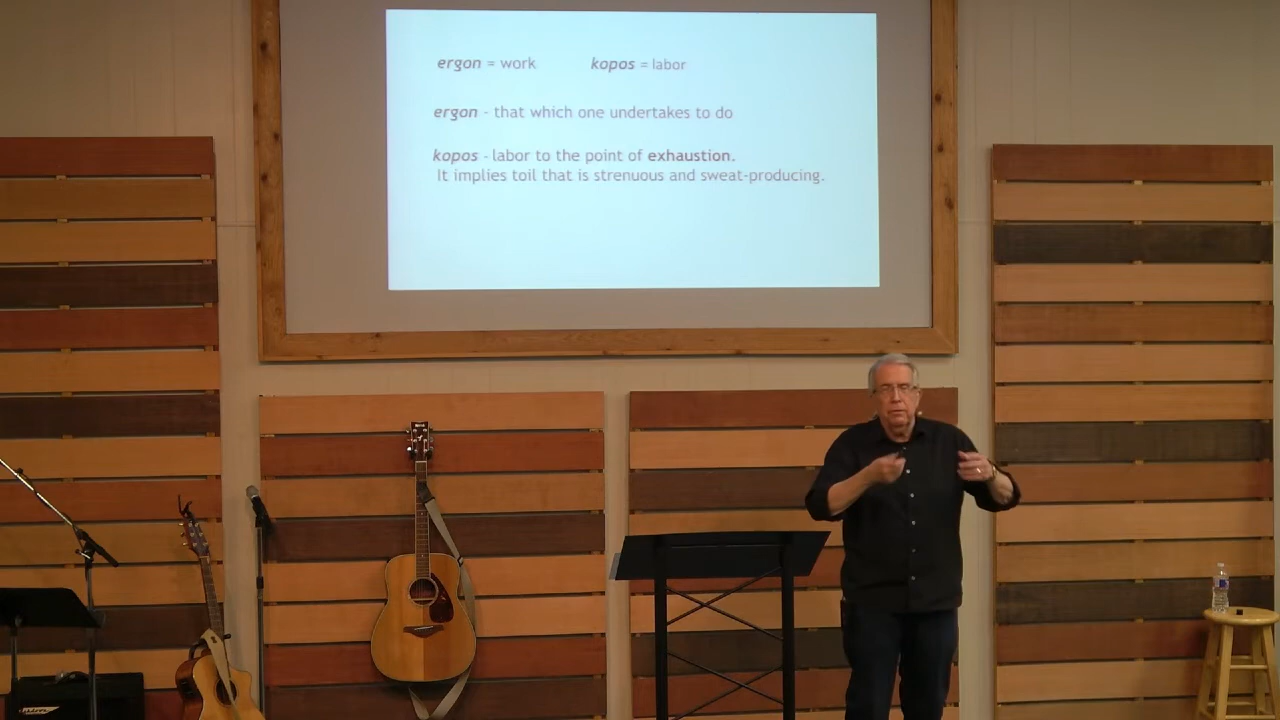 ergon = work kopos = labor
ergon - that which one undertakes to do
kopos - labor to the point of exhaustion.
It implies toil that is strenuous and sweat-producing.